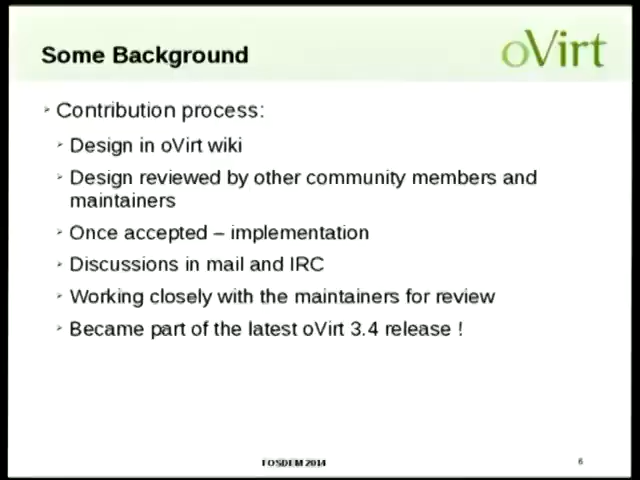 Some Background
oVirt
Contribution process:
Design in oVirt wiki
Design reviewed by other community members and
maintainers
Once accepted – implementation
Discussions in mail and IRC
Working closely with the maintainers for review
Became part of the latest oVirt 3.4 release !
FOSDEM 2014
6